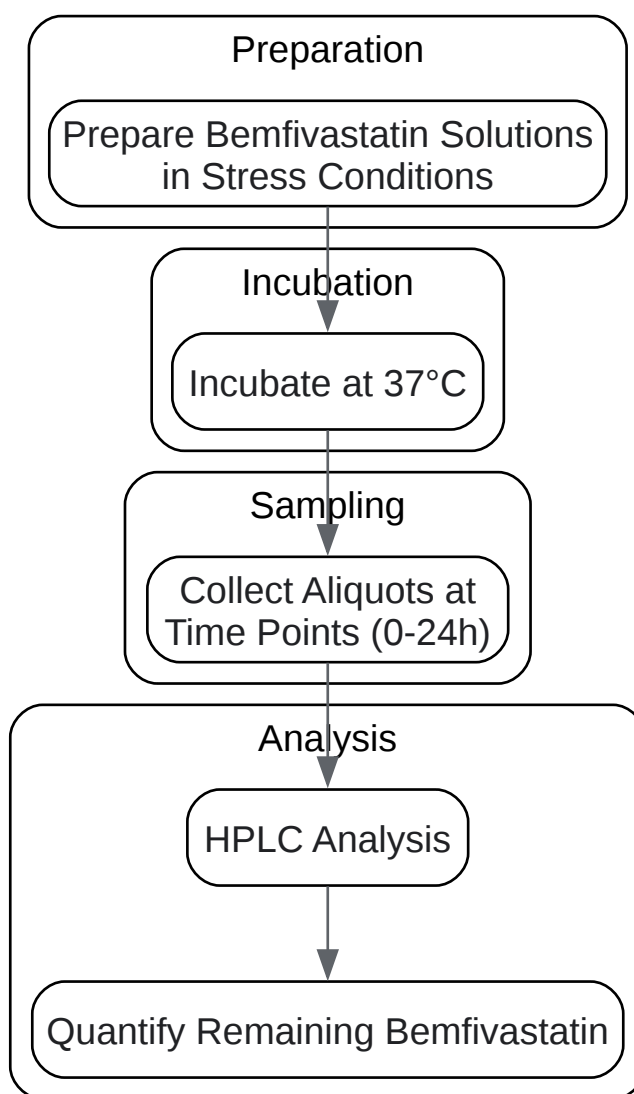 Preparation
Prepare Bemfivastatin Solutions
in Stress Conditions
Incubation
Incubate at 37°C
Sampling
Collect Aliquots at
Time Points (0-24h)
Analysis
HPLC Analysis
Quantify Remaining Bemfivastatin